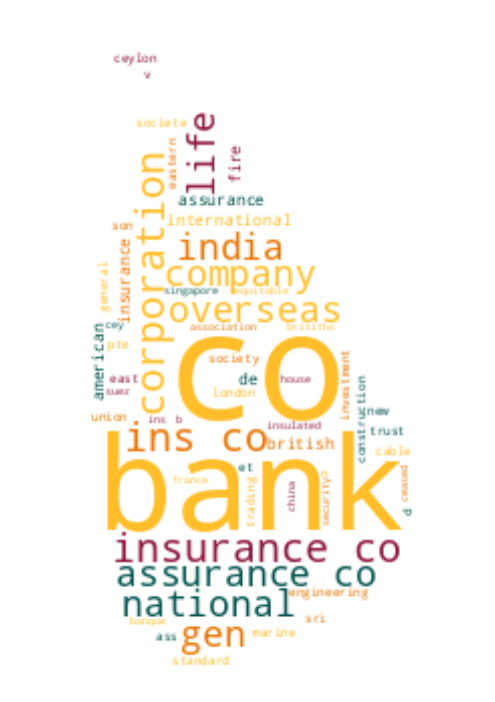 ceylon
v
societe
life
fire
eastern
assurance
corporation
international
son
insurance
india
company
general
singapore
equitable
overseas
cey
association
british
american
pte
co
society
de
house
east
suez
london
investment
construction
new
union
ins b
insulated
trust
ins co
british
cable
bank
et
france
trading
china
security
ceased
d
insurance co
assurance co
national
engineering
banque
sri
ass
gen
marine
standard